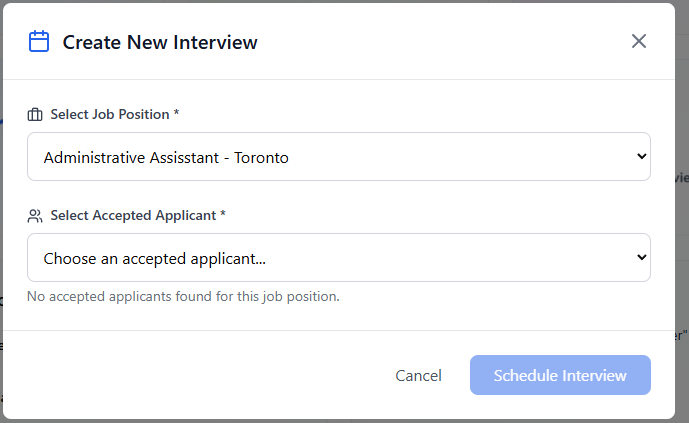 Create New Interview
Select Job Position *
Administrative Assisstant - Toronto
Select Accepted Applicant *
Choose an accepted applicant...
No accepted applicants found for this job position.
Cancel
Schedule Interview